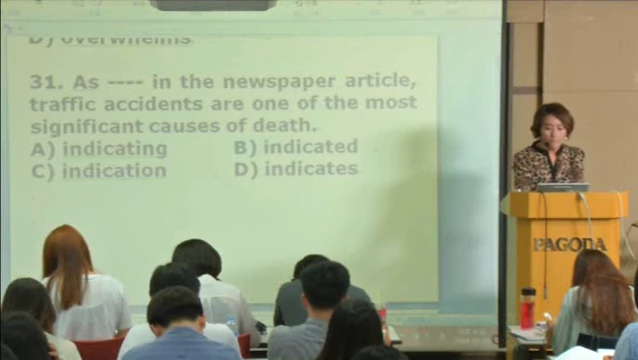 D) overwhelms
31. As ---- in the newspaper article,
traffic accidents are one of the most
significant causes of death.
A) indicating B) indicated
C) indication D) indicates
PAGODA